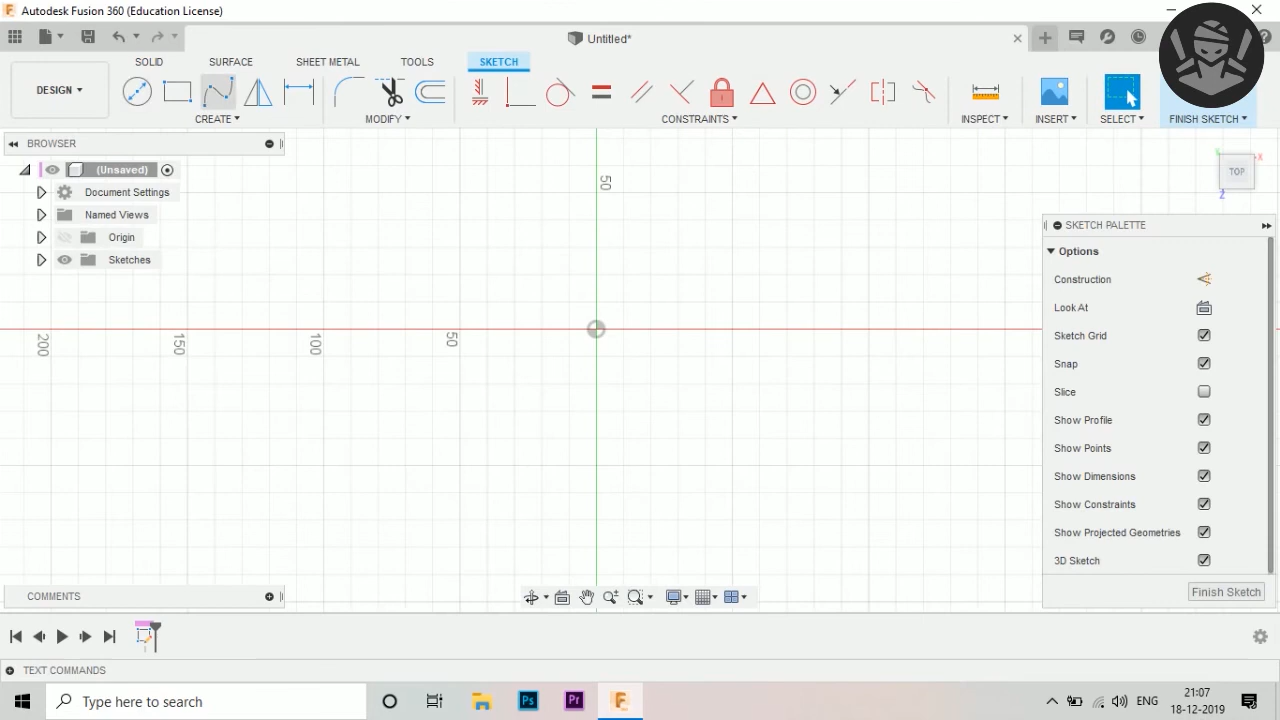 Autodesk Fusion 360 (Education License)
Untitled*
SOLID SURFACE SHEET METAL TOOLS SKETCH
DESIGN
CREATE MODIFY CONSTRAINTS INSPECT INSERT SELECT FINISH SKETCH
BROWSER
(Unsaved)
Document Settings
Named Views
Origin
Sketches
50
200 150 100 50
TOP
X
Z
SKETCH PALETTE
Options
Construction
Look At
Sketch Grid
Snap
Slice
Show Profile
Show Points
Show Dimensions
Show Constraints
Show Projected Geometries
3D Sketch
Finish Sketch
COMMENTS
TEXT COMMANDS
Type here to search
Ps
Pr
ENG
21:07
18-12-2019